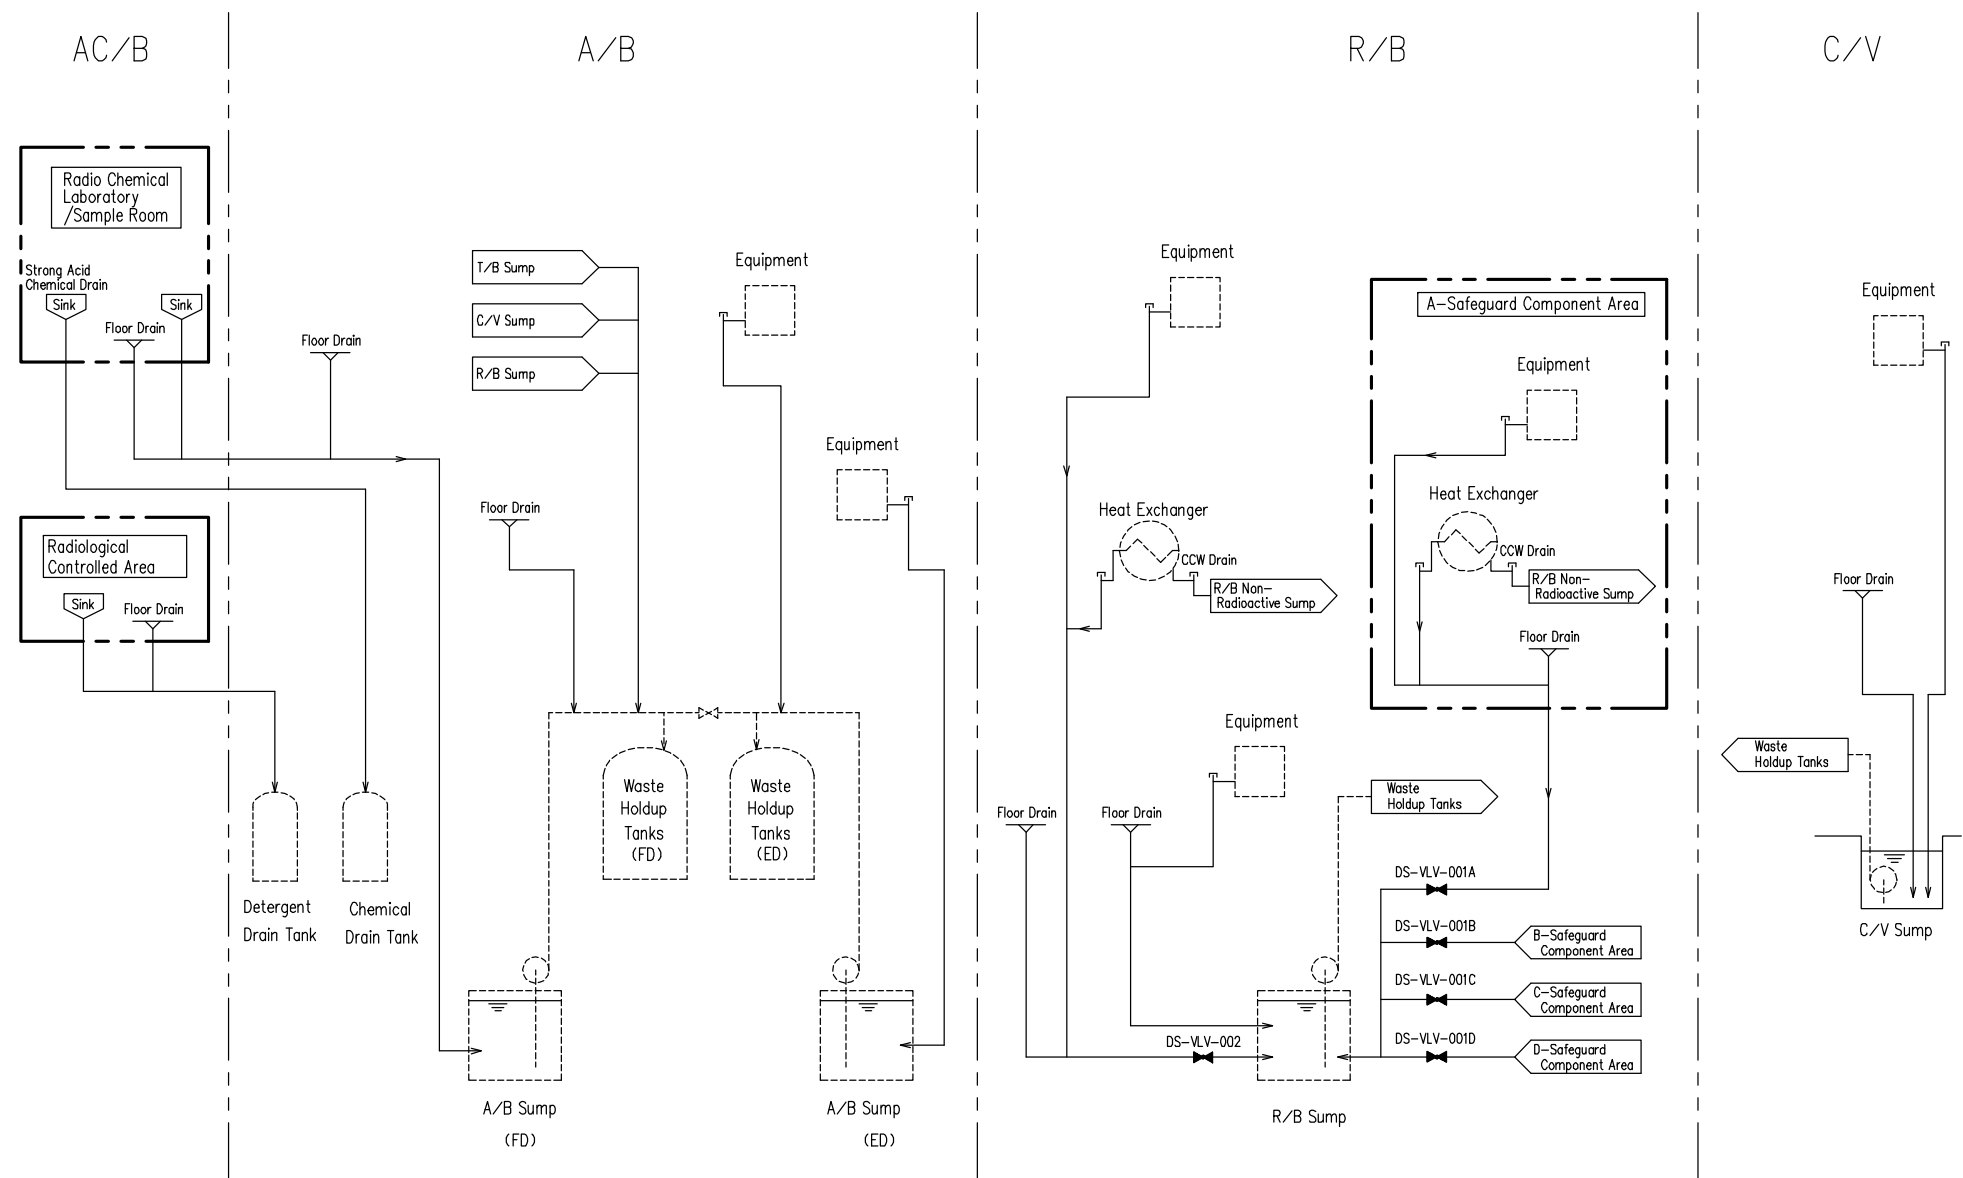 AC/B
A/B
R/B
C/V
Radio Chemical
Laboratory
/Sample Room
Strong Acid
Chemical Drain
Sink
Sink
Floor Drain
Radiological
Controlled Area
Sink
Floor Drain
Floor Drain
T/B Sump
C/V Sump
R/B Sump
Equipment
Equipment
Floor Drain
Waste
Holdup
Tanks
(FD)
Waste
Holdup
Tanks
(ED)
Detergent
Drain Tank
Chemical
Drain Tank
A/B Sump
(FD)
A/B Sump
(ED)
Equipment
Heat Exchanger
CCW Drain
R/B Non-
Radioactive Sump
A-Safeguard Component Area
Equipment
Heat Exchanger
CCW Drain
R/B Non-
Radioactive Sump
Floor Drain
Equipment
Floor Drain
Floor Drain
Waste
Holdup Tanks
DS-VLV-001A
DS-VLV-001B
B-Safeguard
Component Area
DS-VLV-001C
C-Safeguard
Component Area
DS-VLV-001D
D-Safeguard
Component Area
DS-VLV-002
R/B Sump
Equipment
Floor Drain
Waste
Holdup Tanks
C/V Sump